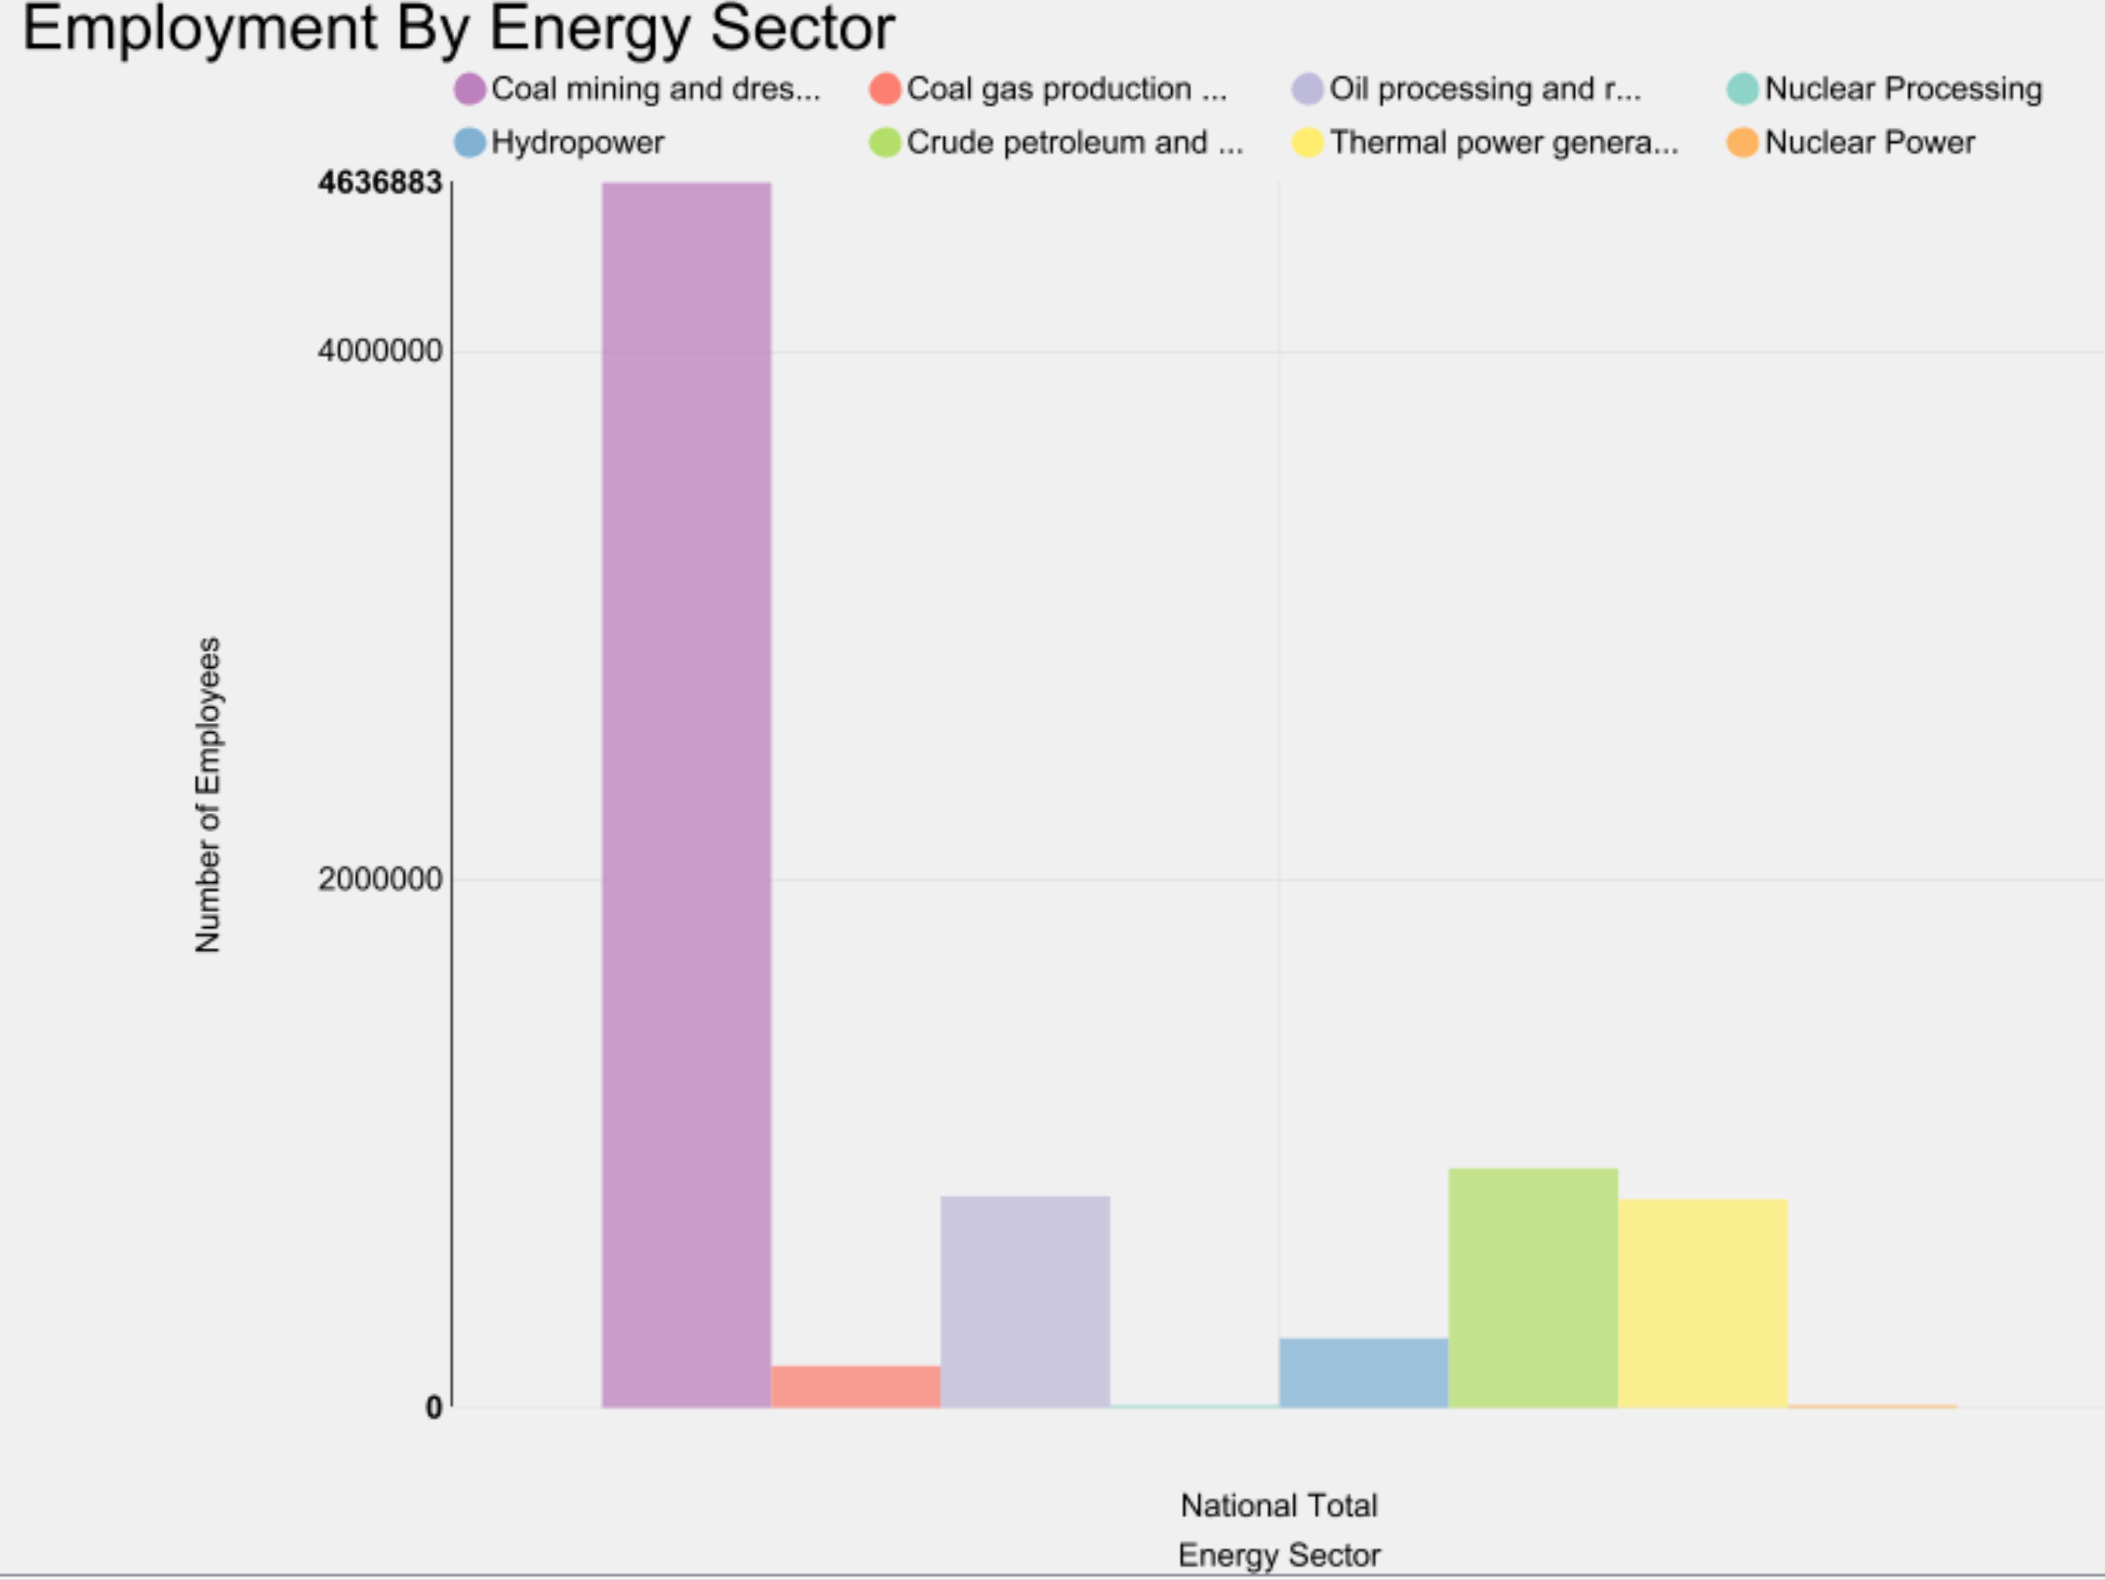 Employment By Energy Sector
Coal mining and dres... Coal gas production ... Oil processing and r... Nuclear Processing
Hydropower Crude petroleum and ... Thermal power genera... Nuclear Power
4636883
4000000
Number of Employees
2000000
0
National Total
Energy Sector